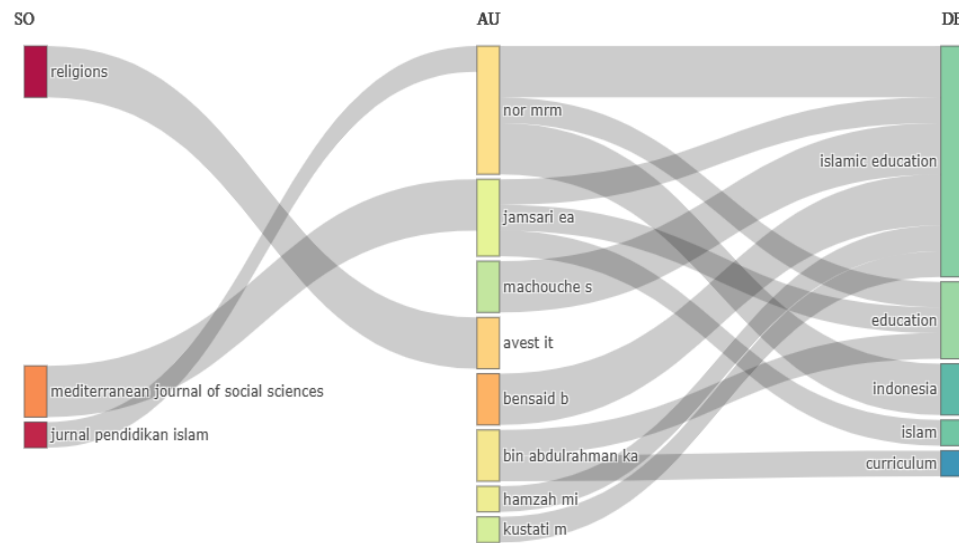 SO
AU
DE
religions
mediterranean journal of social sciences
jurnal pendidikan islam
nor mrm
jamsari ea
machouche s
avest it
bensaid b
bin abdulrahman ka
hamzah mi
kustati m
islamic education
education
indonesia
islam
curriculum